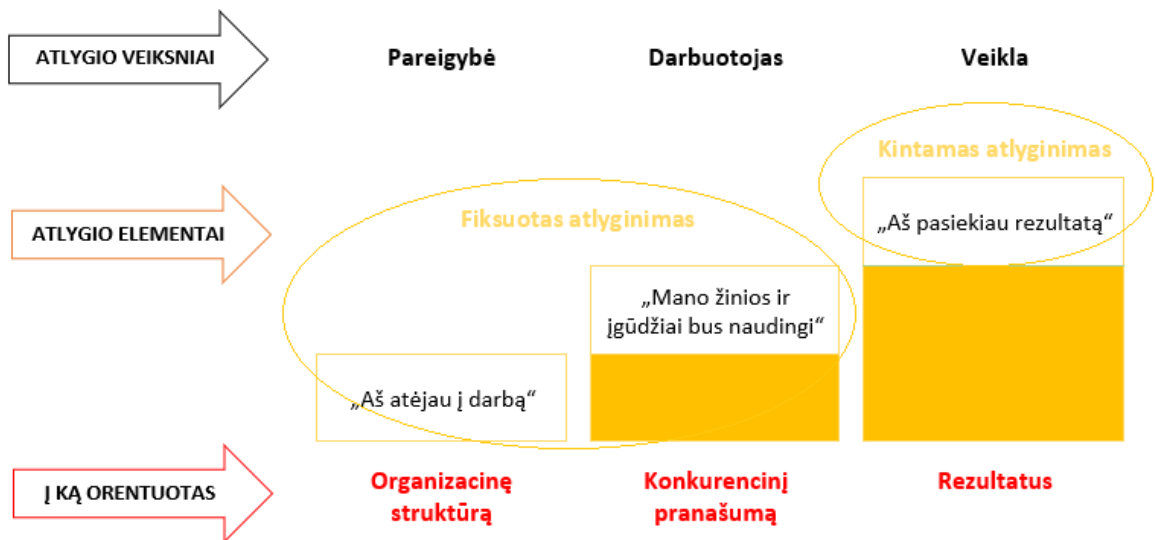 ATLYGIO VEIKSNIAI
Pareigybė
Darbuotojas
Veikla
Kintamas atlyginimas
ATLYGIO ELEMENTAI
Fiksuotas atlyginimas
„Aš pasiekiau rezultatą“
„Mano žinios ir
įgūdžiai bus naudingi“
„Aš atėjau į darbą“
Į KĄ ORENTUOTAS
Organizacinę
struktūrą
Konkurencinį
pranašumą
Rezultatus